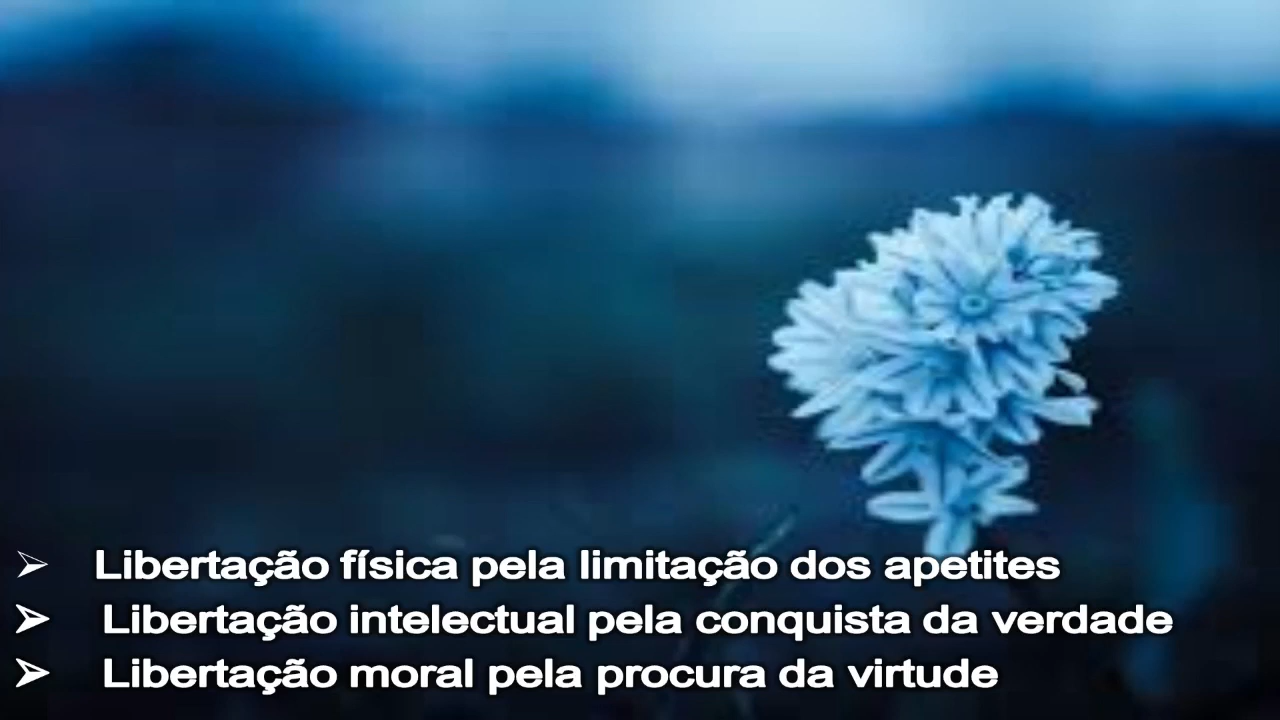 ➢ Libertação física pela limitação dos apetites
➢ Libertação intelectual pela conquista da verdade
➢ Libertação moral pela procura da virtude